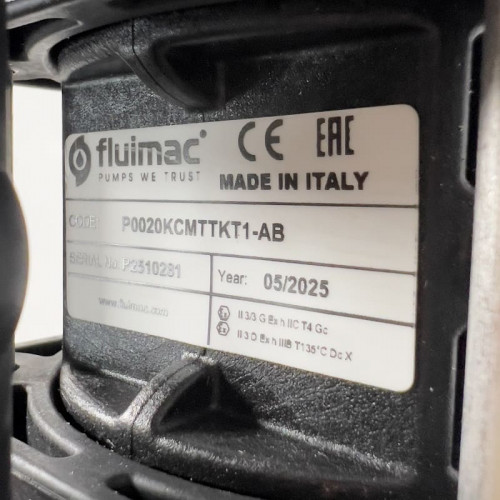 fluimac®
PUMPS WE TRUST
CE EAC
MADE IN ITALY
CODE: P0020KCMTTKT1-AB
SERIAL No P2510281
Year: 05/2025
www.fluimac.com
II 3/3 G Ex h IIC T4 Gc
II 3 D Ex h IIIB T135°C Dc X